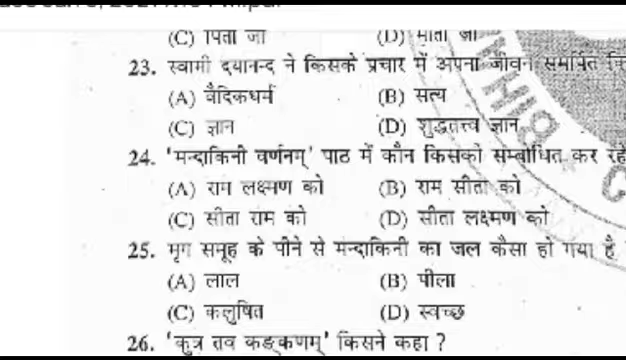 (C) पिता जी (D) माता जी
23. स्वामी दयानन्द ने किसके प्रचार में अपना जीवन समर्पित
(A) वैदिकधर्म (B) सत्य
(C) ज्ञान (D) शुद्धतत्त्व ज्ञान
24. 'मन्दाकिनी वर्णनम्' पाठ में कौन किसको सम्बोधित कर रहे
(A) राम लक्ष्मण को (B) राम सीता को
(C) सीता राम को (D) सीता लक्ष्मण को
25. मृग समूह के पीने से मन्दाकिनी का जल कैसा हो गया है
(A) लाल (B) पीला
(C) कलुषित (D) स्वच्छ
26. 'कुत्र तव कङ्कणम्' किसने कहा ?